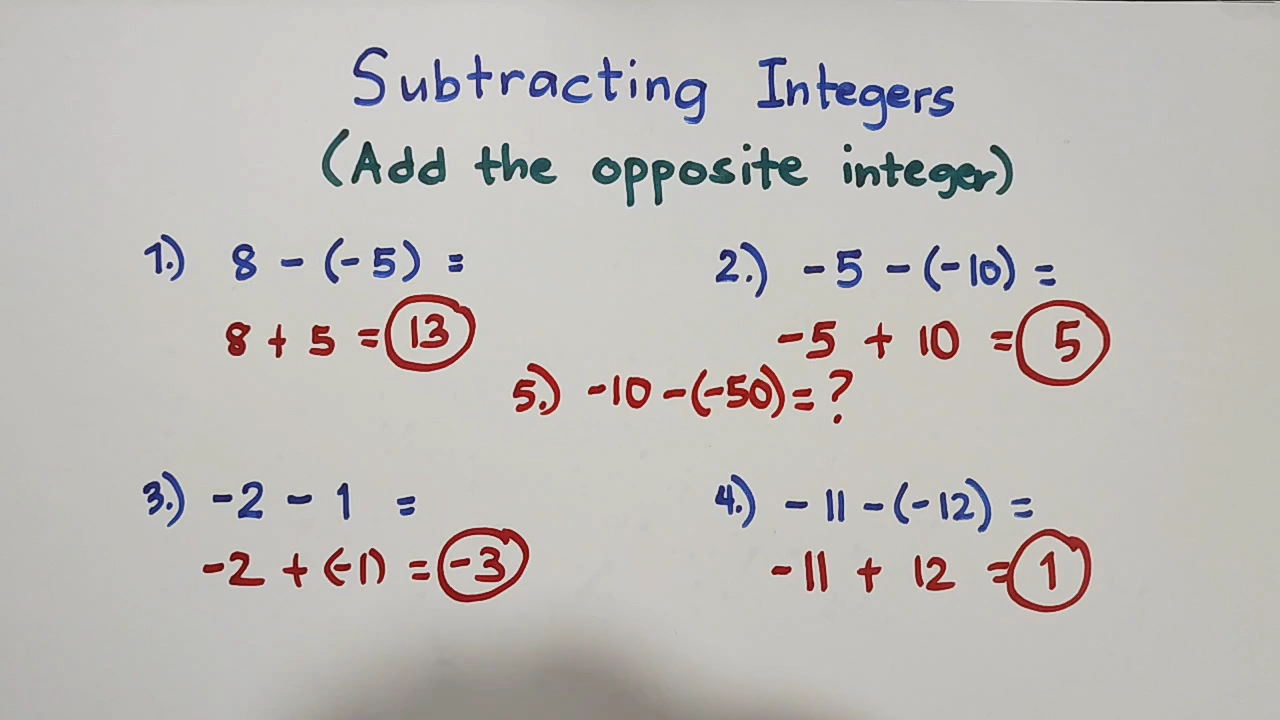 Subtracting Integers
(Add the opposite integer)
1.) 8 - (-5) =
8 + 5 = 13
2.) -5 - (-10) =
-5 + 10 = 5
5.) -10 - (-50) = ?
3.) -2 - 1 =
-2 + (-1) = -3
4.) -11 - (-12) =
-11 + 12 = 1